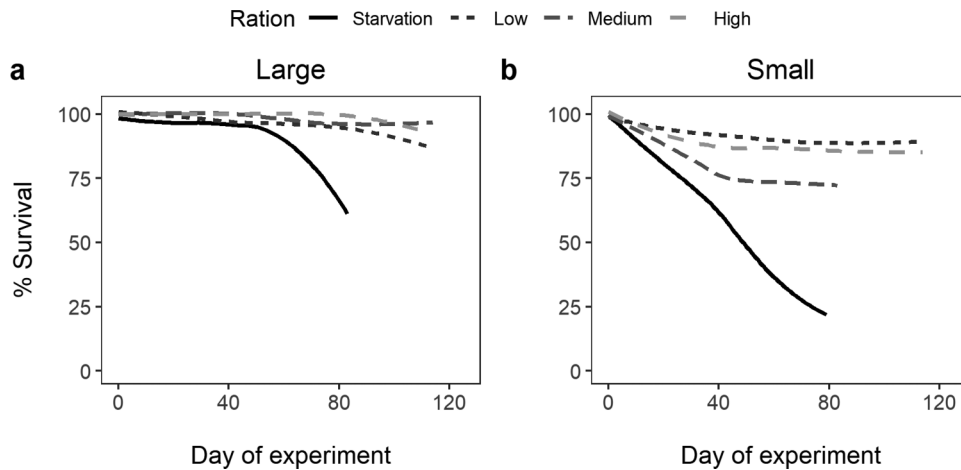 Ration Starvation Low Medium High
a Large
b Small
% Survival
100
75
50
25
0
0 40 80 120
Day of experiment
100
75
50
25
0
0 40 80 120
Day of experiment